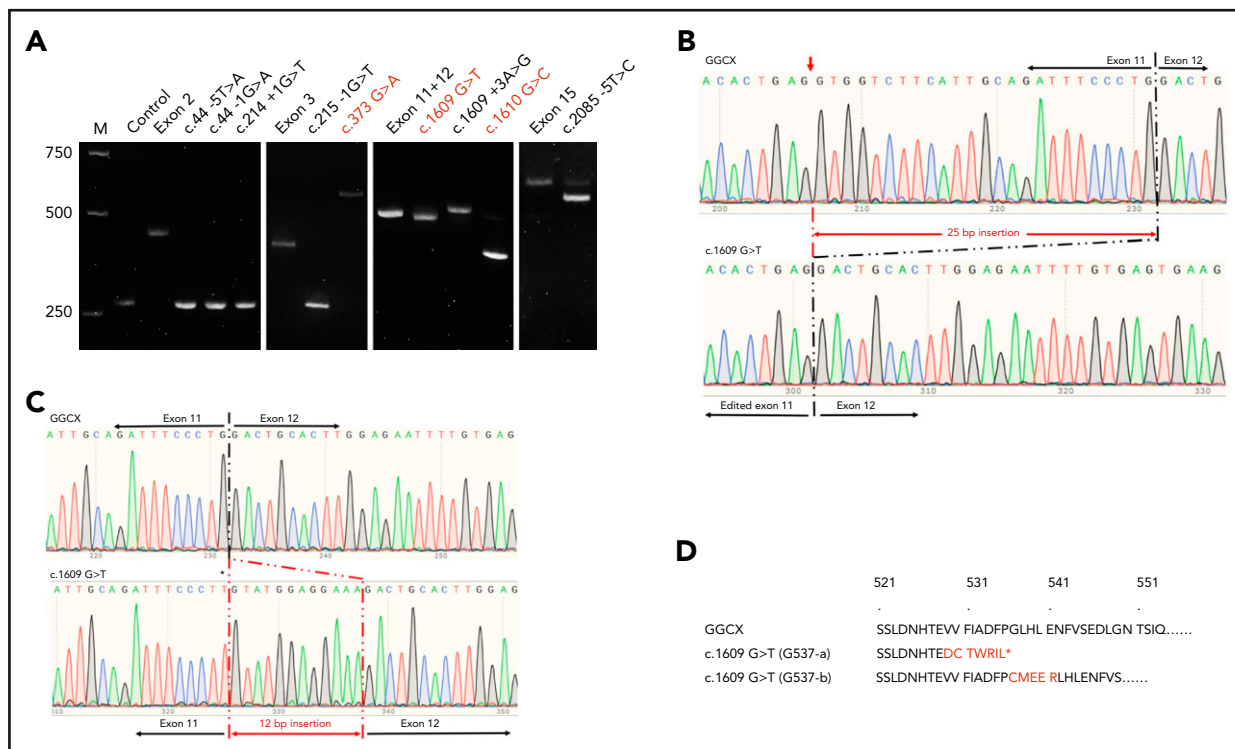 A
M
Control
Exon 2
c.44 -5T>A
c.44 -1G>A
c.214 +1G>T
Exon 3
c.215 -1G>T
c.373 G>A
Exon 11+12
c.1609 G>T
c.1609 +3A>G
c.1610 G>C
Exon 15
c.2085 -5T>C
750
500
250
B
GGCX
Exon 11
Exon 12
ACACTGAGGTGGTCTTCATTGCAGATTTCCCTGGACTG
200
210
220
230
25 bp insertion
c.1609 G>T
ACACTGAGGACTGCACTTGGAGAATTTTGTGAGTGAAG
300
310
320
330
Edited exon 11
Exon 12
C
GGCX
Exon 11
Exon 12
ATTGCAGATTTCCCTGGACTGCACTTGGAGAATTTTGTGAG
220
230
240
250
c.1609 G>T
*
ATTGCAGATTTCCCTTGTATGGAGGAAAGACTGCACTTGGAG
310
320
330
340
350
Exon 11
12 bp insertion
Exon 12
D
521 531 541 551
. . . .
GGCX SSLDNHTEVV FIADFPGLHL ENFVSEDLGN TSIQ......
c.1609 G>T (G537-a) SSLDNHTEDC TWRIL*
c.1609 G>T (G537-b) SSLDNHTEVV FIADFPCMEE RLHLENFVS......